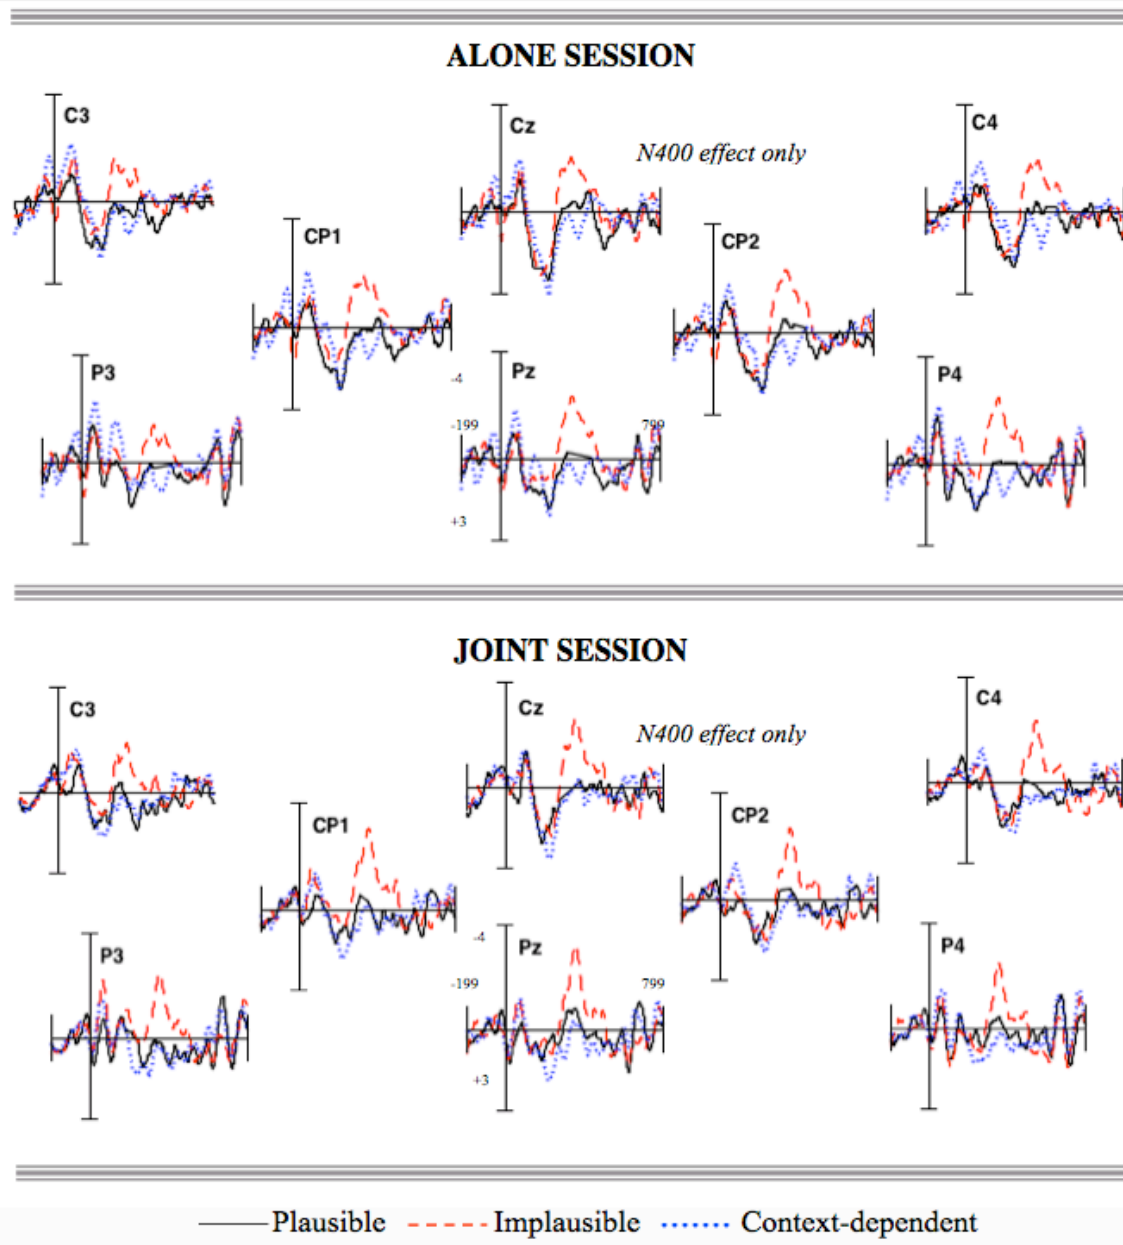 ALONE SESSION
C3
Cz
C4
N400 effect only
CP1
CP2
P3
Pz
P4
-4
-199
799
+3
JOINT SESSION
C3
Cz
C4
N400 effect only
CP1
CP2
P3
Pz
P4
-4
-199
799
+3
Plausible Implausible Context-dependent